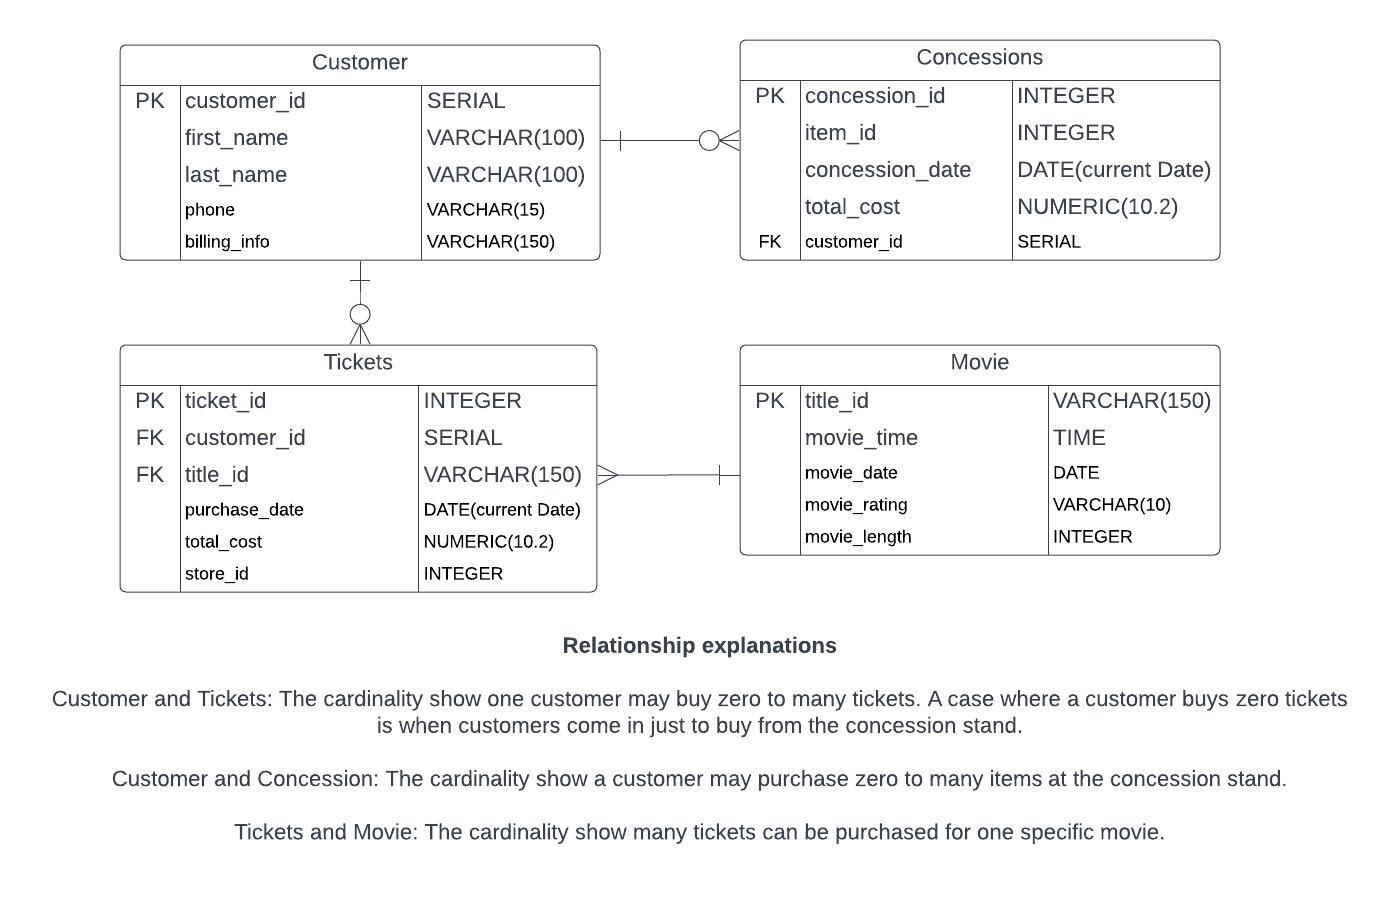 Customer
PK customer_id SERIAL
first_name VARCHAR(100)
last_name VARCHAR(100)
phone VARCHAR(15)
billing_info VARCHAR(150)
Concessions
PK concession_id INTEGER
item_id INTEGER
concession_date DATE(current Date)
total_cost NUMERIC(10.2)
FK customer_id SERIAL
Tickets
PK ticket_id INTEGER
FK customer_id SERIAL
FK title_id VARCHAR(150)
purchase_date DATE(current Date)
total_cost NUMERIC(10.2)
store_id INTEGER
Movie
PK title_id VARCHAR(150)
movie_time TIME
movie_date DATE
movie_rating VARCHAR(10)
movie_length INTEGER
Relationship explanations
Customer and Tickets: The cardinality show one customer may buy zero to many tickets. A case where a customer buys zero tickets
is when customers come in just to buy from the concession stand.
Customer and Concession: The cardinality show a customer may purchase zero to many items at the concession stand.
Tickets and Movie: The cardinality show many tickets can be purchased for one specific movie.